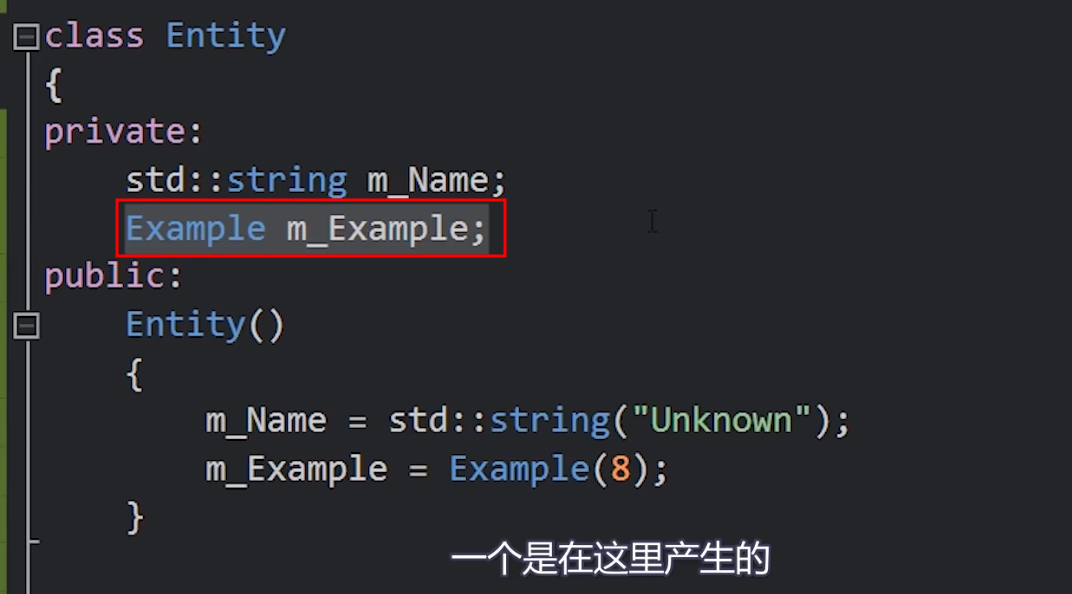 class Entity
{
private:
    std::string m_Name;
    Example m_Example;
public:
    Entity()
    {
        m_Name = std::string("Unknown");
        m_Example = Example(8);
    }
一个是在这里产生的